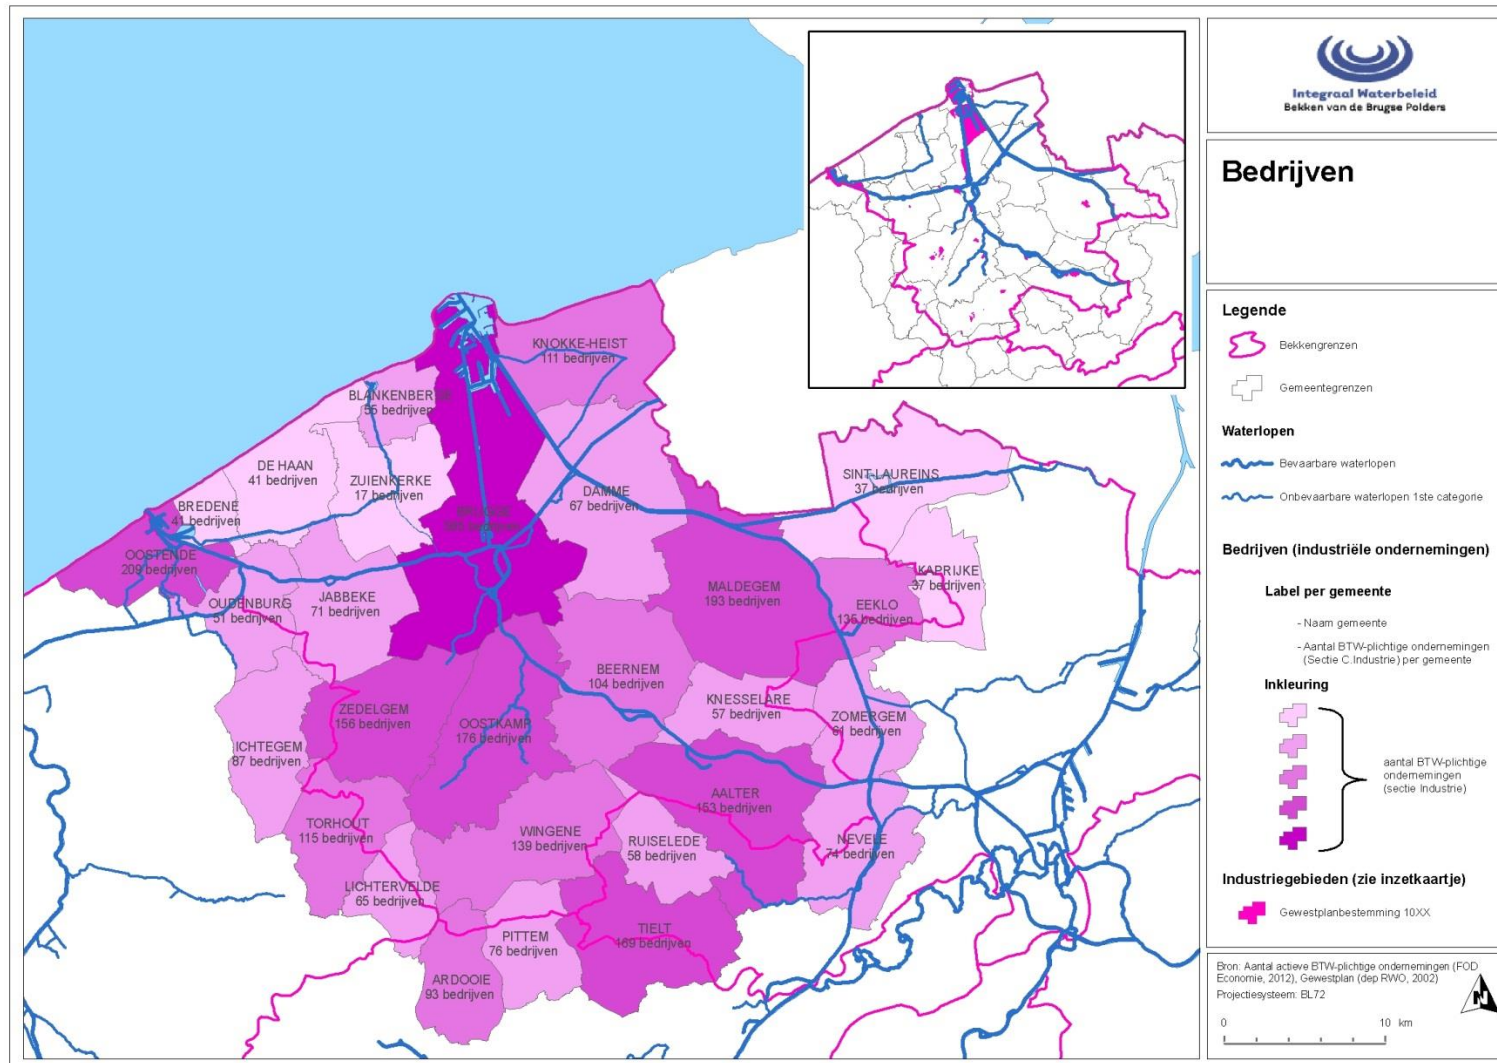 KNOKKE-HEIST
111 bedrijven
55 bedrijven
DE HAAN
41 bedrijven
ZUIENKERKE
17 bedrijven
BREDENE
41 bedrijven
OOSTENDE
209 bedrijven
OUDENBURG
51 bedrijven
JABBEKE
71 bedrijven
DAMME
67 bedrijven
SINT-LAUREINS
37 bedrijven
KAPRIJKE
37 bedrijven
MALDEGEM
193 bedrijven
EEKLO
135 bedrijven
BEERNEM
104 bedrijven
KNESSELARE
57 bedrijven
ZOMERGEM
61 bedrijven
ZEDELGEM
156 bedrijven
OOSTKAMP
176 bedrijven
ICHTEGEM
87 bedrijven
TORHOUT
115 bedrijven
AALTER
153 bedrijven
WINGENE
139 bedrijven
RUISELEDE
58 bedrijven
NEVELE
74 bedrijven
LICHTERVELDE
65 bedrijven
PITTEM
76 bedrijven
TIELT
169 bedrijven
ARDOOIE
93 bedrijven
Integraal Waterbeleid
Bekken van de Brugse Polders
Bedrijven
Legende
Bekkengrenzen
Gemeentegrenzen
Waterlopen
Bevaarbare waterlopen
Onbevaarbare waterlopen 1ste categorie
Bedrijven (industriële ondernemingen)
Label per gemeente
- Naam gemeente
- Aantal BTW-plichtige ondernemingen
(Sectie C.Industrie) per gemeente
Inkleuring
aantal BTW-plichtige
ondernemingen
(sectie Industrie)
Industriegebieden (zie inzetkaartje)
Gewestplanbestemming 10XX
Bron: Aantal actieve BTW-plichtige ondernemingen (FOD
Economie, 2012), Gewestplan (dep RWO, 2002)
Projectiesysteem: BL72
N
0 10 km